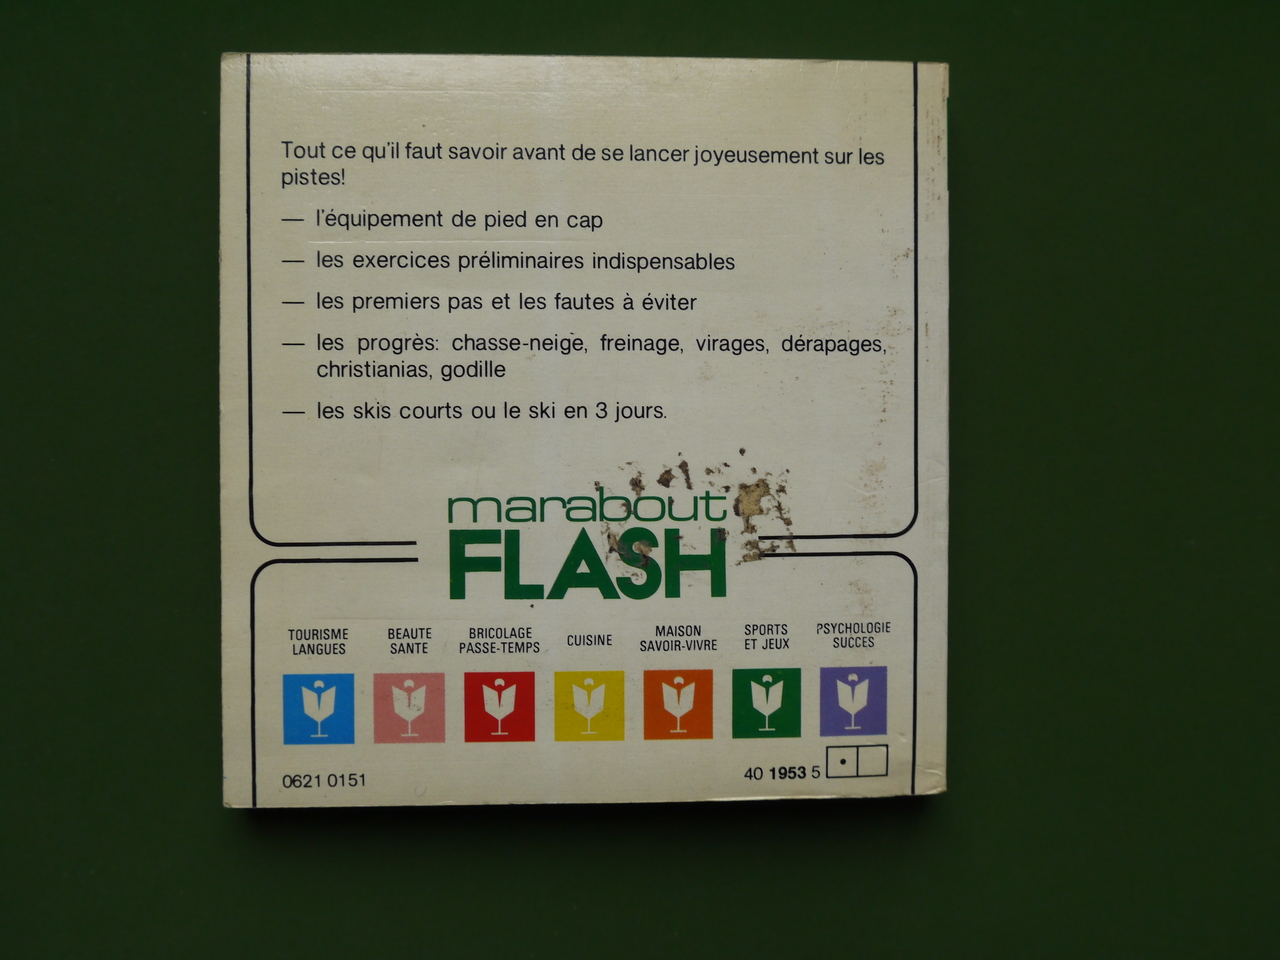 Tout ce qu'il faut savoir avant de se lancer joyeusement sur les
pistes!
— l'équipement de pied en cap
— les exercices préliminaires indispensables
— les premiers pas et les fautes à éviter
— les progrès: chasse-neige, freinage, virages, dérapages,
christianias, godille
— les skis courts ou le ski en 3 jours.
marabout
FLASH
TOURISME
LANGUES
BEAUTE
SANTE
BRICOLAGE
PASSE-TEMPS
CUISINE
MAISON
SAVOIR-VIVRE
SPORTS
ET JEUX
PSYCHOLOGIE
SUCCES
0621 0151
40 1953 5